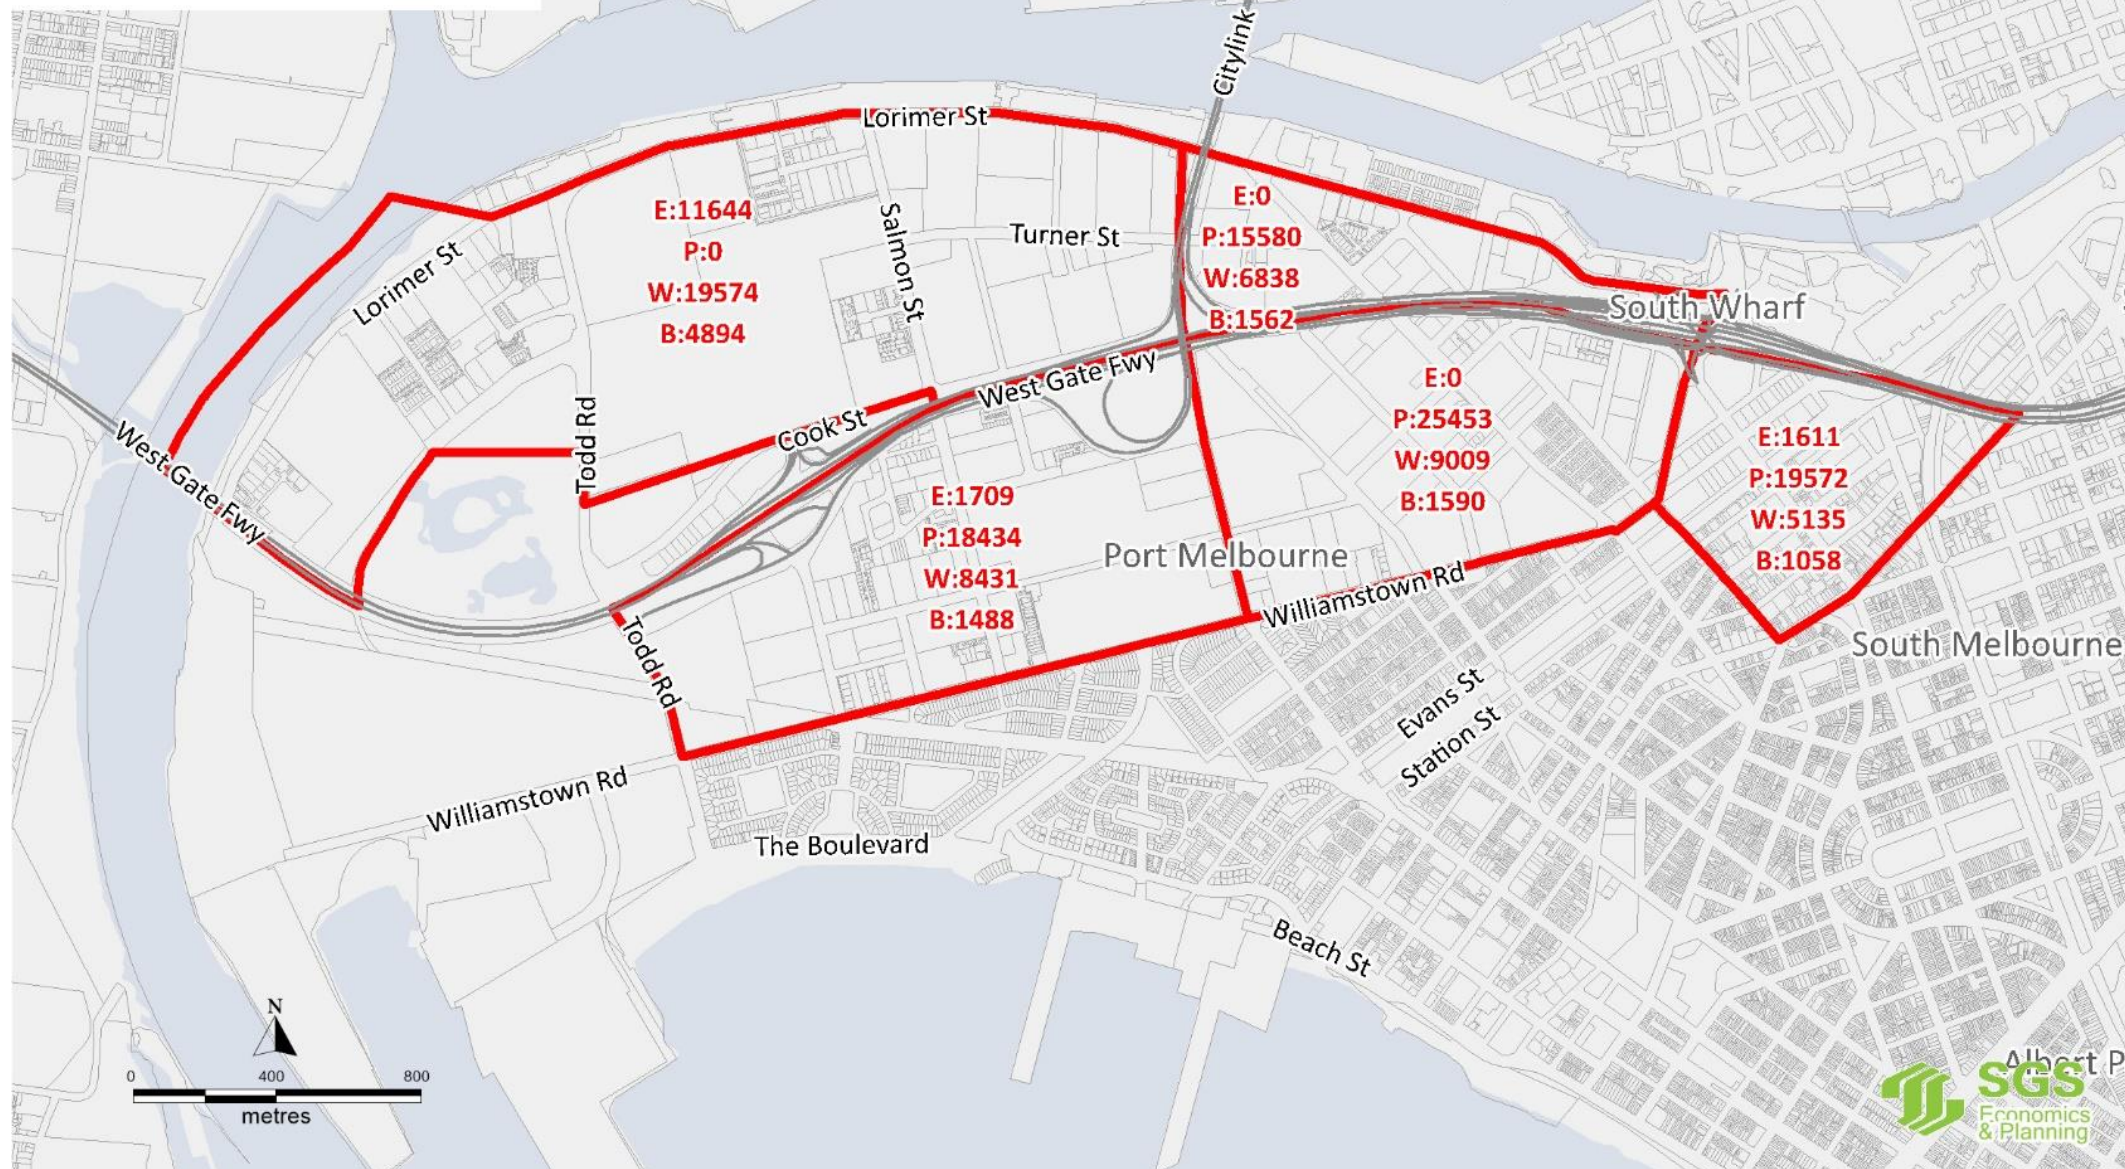 Citylink
Lorimer St
E:11644
P:0
W:19574
B:4894
Salmon St
Turner St
E:0
P:15580
W:6838
B:1562
Lorimer St
South Wharf
West Gate Fwy
E:0
P:25453
W:9009
B:1590
Todd Rd
Cook St
West Gate Fwy
E:1611
P:19572
W:5135
B:1058
E:1709
P:18434
W:8431
B:1488
Port Melbourne
Williamstown Rd
Todd Rd
South Melbourne
Evans St
Station St
Williamstown Rd
The Boulevard
Beach St
N
0 400 800
metres
Albert P
SGS
Economics
& Planning